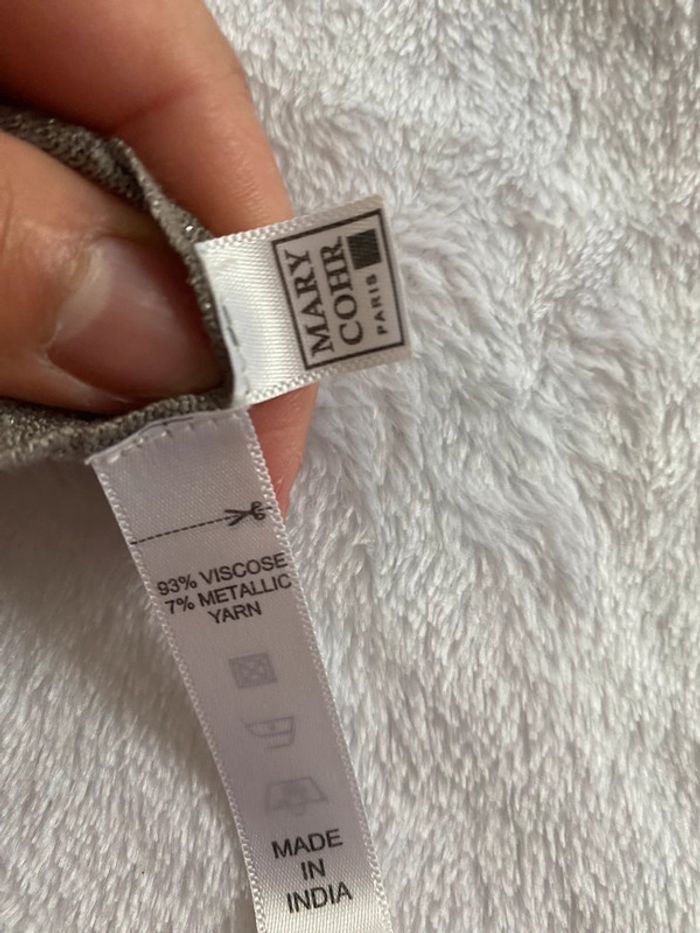 MARY
COHR
PARIS
93% VISCOSE
7% METALLIC
YARN
MADE
IN
INDIA